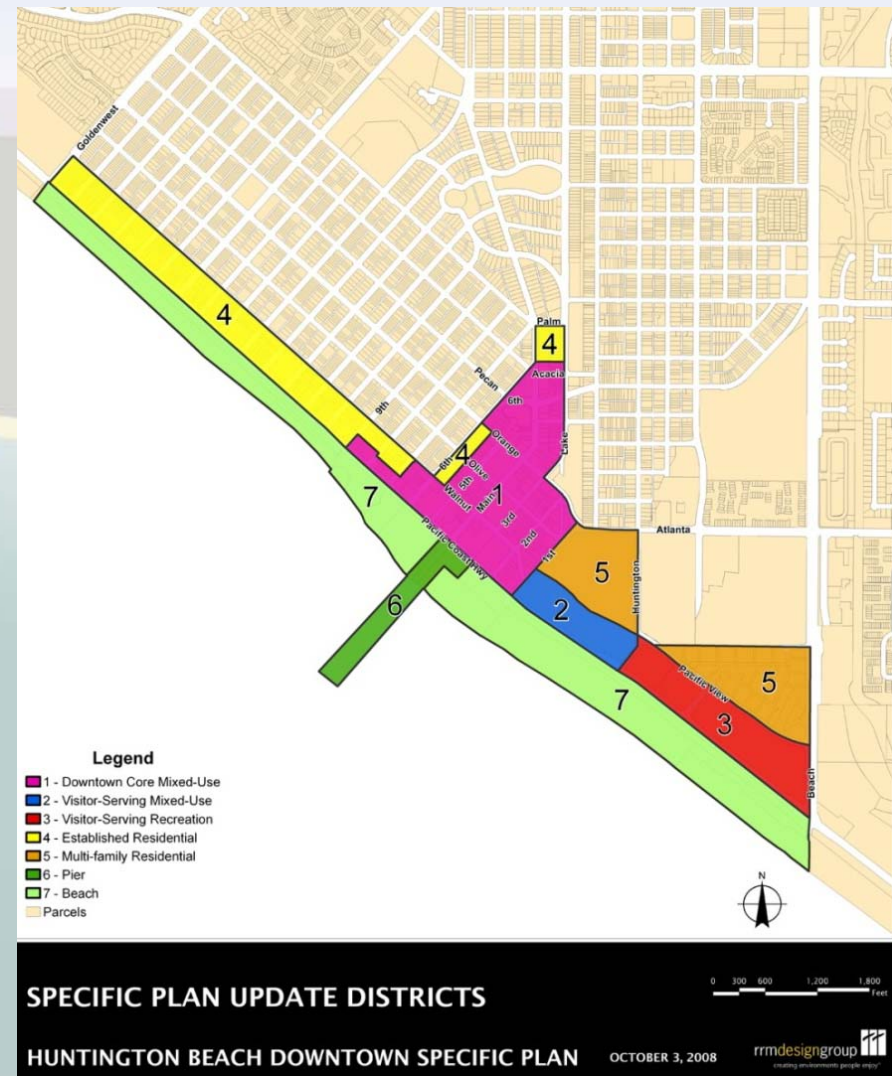 Goldenwest
4
Palm
4
Acacia
Pecan
6th
9th
Orange
Lake
4
6th
Olive
5th
1
Walnut
Main
3rd
7
2nd
Pacific Coast Hwy
1st
Atlanta
5
Huntington
6
2
Pacific View
5
7
3
Beach
Legend
1 - Downtown Core Mixed-Use
2 - Visitor-Serving Mixed-Use
3 - Visitor-Serving Recreation
4 - Established Residential
5 - Multi-family Residential
6 - Pier
7 - Beach
Parcels
N
SPECIFIC PLAN UPDATE DISTRICTS
0 300 600 1,200 1,800
Feet
HUNTINGTON BEACH DOWNTOWN SPECIFIC PLAN OCTOBER 3, 2008
rrmdesigngroup
creating environments people enjoy